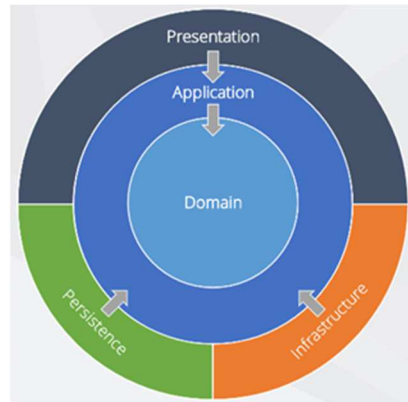 Presentation
Application
Domain
Persistence
Infrastructure